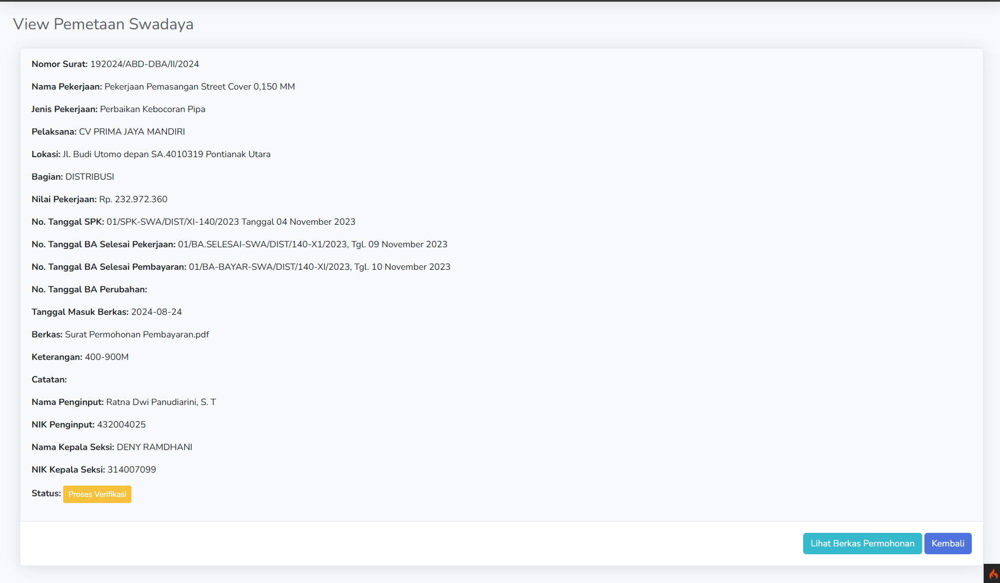 View Pemetaan Swadaya
Nomor Surat: 192024/ABD-DBA/II/2024
Nama Pekerjaan: Pekerjaan Pemasangan Street Cover 0,150 MM
Jenis Pekerjaan: Perbaikan Kebocoran Pipa
Pelaksana: CV PRIMA JAYA MANDIRI
Lokasi: Jl. Budi Utomo depan SA.4010319 Pontianak Utara
Bagian: DISTRIBUSI
Nilai Pekerjaan: Rp. 232.972.360
No. Tanggal SPK: 01/SPK-SWA/DIST/XI-140/2023 Tanggal 04 November 2023
No. Tanggal BA Selesai Pekerjaan: 01/BA.SELESAI-SWA/DIST/140-X1/2023, Tgl. 09 November 2023
No. Tanggal BA Selesai Pembayaran: 01/BA-BAYAR-SWA/DIST/140-XI/2023, Tgl. 10 November 2023
No. Tanggal BA Perubahan:
Tanggal Masuk Berkas: 2024-08-24
Berkas: Surat Permohonan Pembayaran.pdf
Keterangan: 400-900M
Catatan:
Nama Penginput: Ratna Dwi Panudiarini, S. T
NIK Penginput: 432004025
Nama Kepala Seksi: DENY RAMDHANI
NIK Kepala Seksi: 314007099
Status: Proses Verifikasi
Lihat Berkas Permohonan Kembali